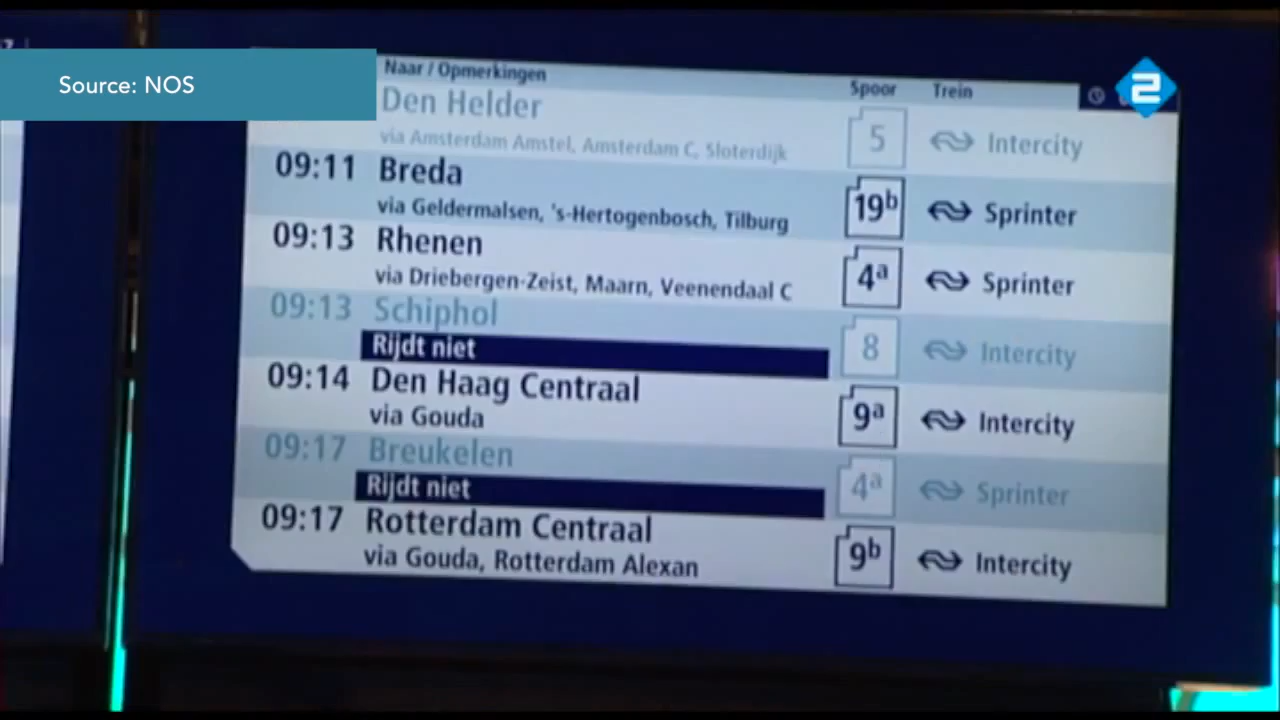 Source: NOS
2
Naar / Opmerkingen Spoor Trein
Den Helder 5 Intercity
via Amsterdam Amstel, Amsterdam C, Sloterdijk
09:11 Breda 19b Sprinter
via Geldermalsen, 's-Hertogenbosch, Tilburg
09:13 Rhenen 4a Sprinter
via Driebergen-Zeist, Maarn, Veenendaal C
09:13 Schiphol 8 Intercity
Rijdt niet
09:14 Den Haag Centraal 9a Intercity
via Gouda
09:17 Breukelen 4a Sprinter
Rijdt niet
09:17 Rotterdam Centraal 9b Intercity
via Gouda, Rotterdam Alexan